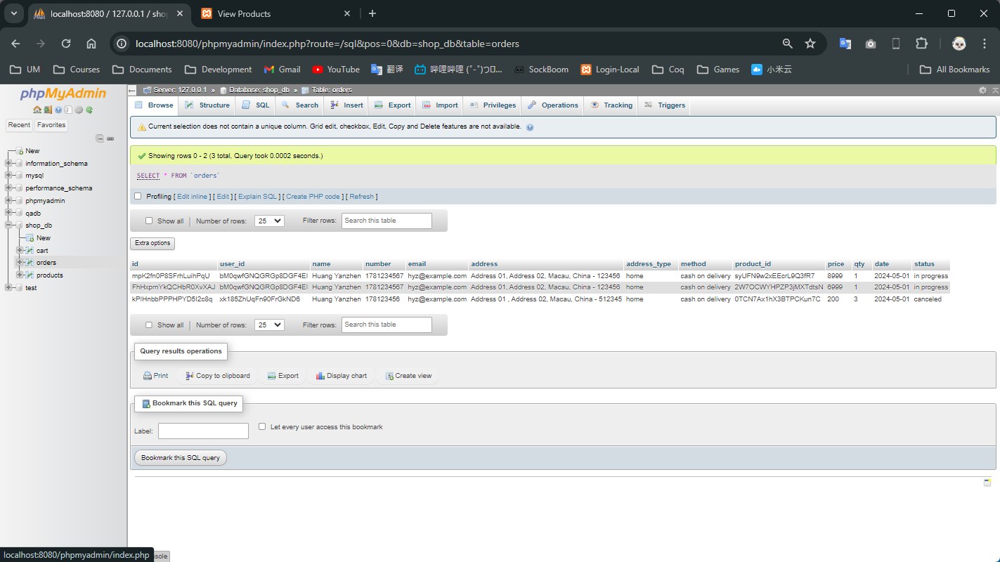 localhost:8080 / 127.0.0.1 / shop
View Products
localhost:8080/phpmyadmin/index.php?route=/sql&pos=0&db=shop_db&table=orders
UM Courses Documents Development Gmail YouTube 翻译 哔哩哔哩 (゜-゜)つロ... SockBoom Login-Local Coq Games 小米云 All Bookmarks
phpMyAdmin
Recent Favorites
New
information_schema
mysql
performance_schema
phpmyadmin
qadb
shop_db
New
cart
orders
products
test
Server: 127.0.0.1 » Database: shop_db » Table: orders
Browse Structure SQL Search Insert Export Import Privileges Operations Tracking Triggers
Current selection does not contain a unique column. Grid edit, checkbox, Edit, Copy and Delete features are not available.
Showing rows 0 - 2 (3 total, Query took 0.0002 seconds.)
SELECT * FROM `orders`
Profiling [ Edit inline ] [ Edit ] [ Explain SQL ] [ Create PHP code ] [ Refresh ]
Show all Number of rows: 25 Filter rows: Search this table
Extra options
id user_id name number email address address_type method product_id price qty date status
mpK2fn0P8SFrhLuihPqU bM0qwfGNQGRGp8DGF4EI Huang Yanzhen 1781234567 hyz@example.com Address 01, Address 02, Macau, China - 123456 home cash on delivery syUFN9w2xEEcrL9Q3fR7 8999 1 2024-05-01 in progress
FhHxprnYkQCHbR0XvXAJ bM0qwfGNQGRGp8DGF4EI Huang Yanzhen 1781234567 hyz@example.com Address 01, Address 02, Macau, China - 123456 home cash on delivery 2W7OCWYHPZP3jMXTdtsN 6999 1 2024-05-01 in progress
kPIHnbbPPPHPYD5I2c8q xk185ZhUqFn90FrGkND6 Huang Yanzhen 178123456 hyz@example.com Address 01 , Address 02, Macau, China - 512345 home cash on delivery 0TCN7Ax1hX3BTPCKun7C 200 3 2024-05-01 canceled
Show all Number of rows: 25 Filter rows: Search this table
Query results operations
Print Copy to clipboard Export Display chart Create view
Bookmark this SQL query
Label: Let every user access this bookmark
Bookmark this SQL query
localhost:8080/phpmyadmin/index.php